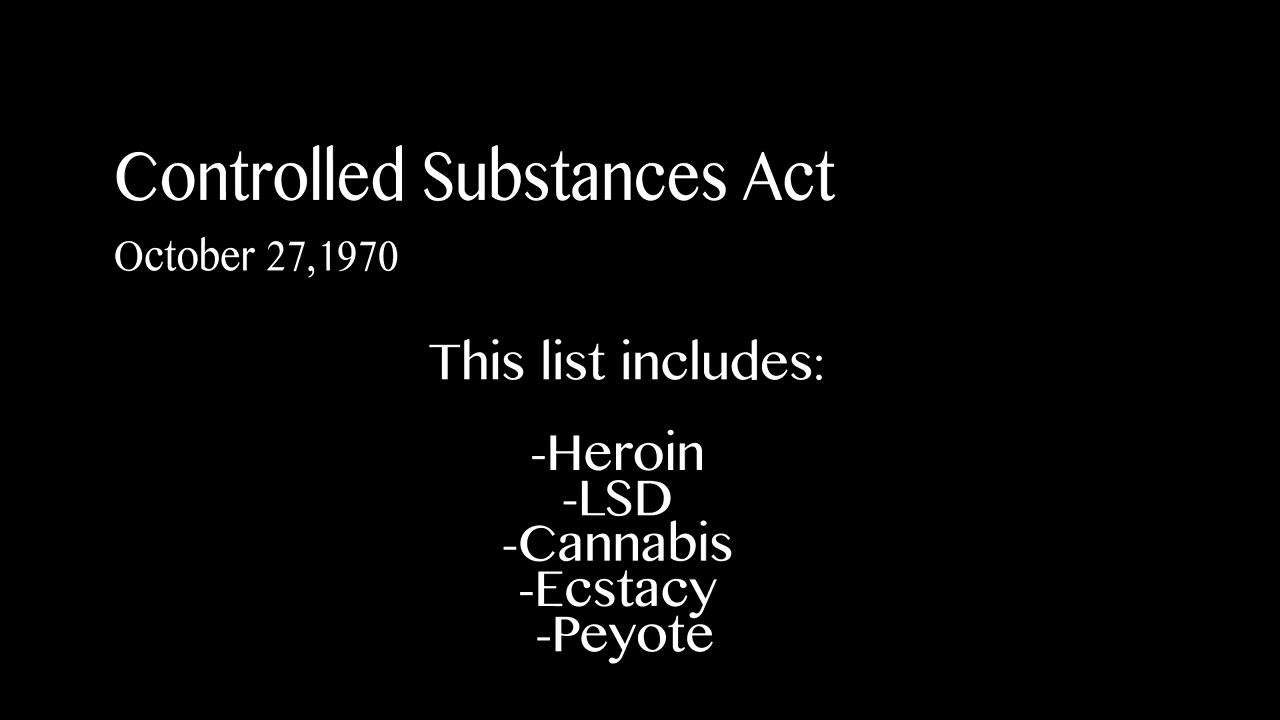 Controlled Substances Act
October 27,1970
This list includes:
-Heroin
-LSD
-Cannabis
-Ecstacy
-Peyote